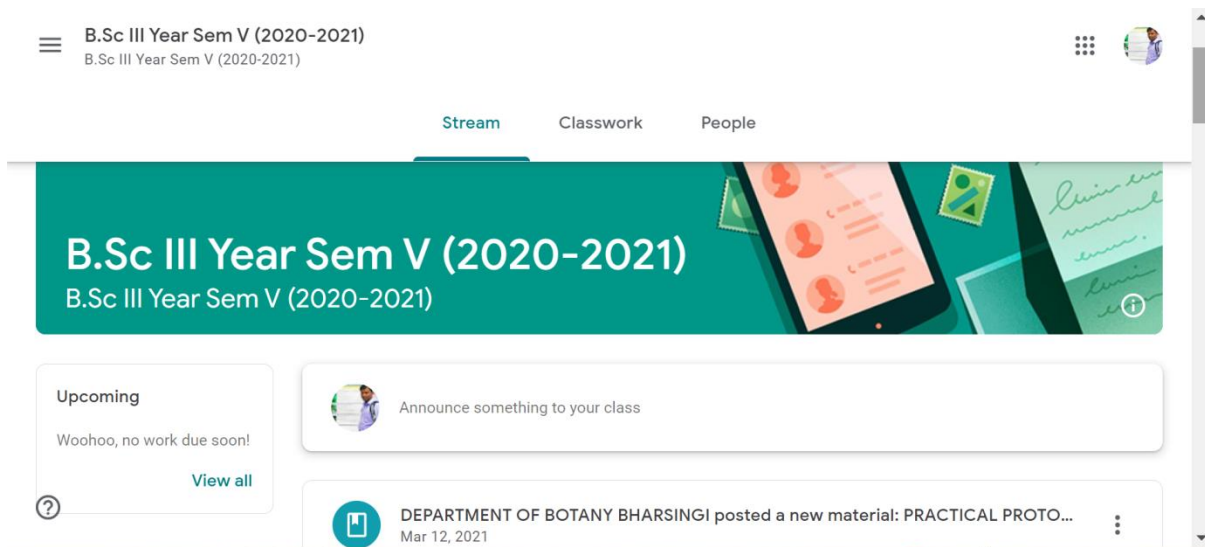 B.Sc III Year Sem V (2020-2021)
B.Sc III Year Sem V (2020-2021)
Stream Classwork People
B.Sc III Year Sem V (2020-2021)
B.Sc III Year Sem V (2020-2021)
Upcoming
Woohoo, no work due soon!
View all
Announce something to your class
DEPARTMENT OF BOTANY BHARSINGI posted a new material: PRACTICAL PROTO...
Mar 12, 2021